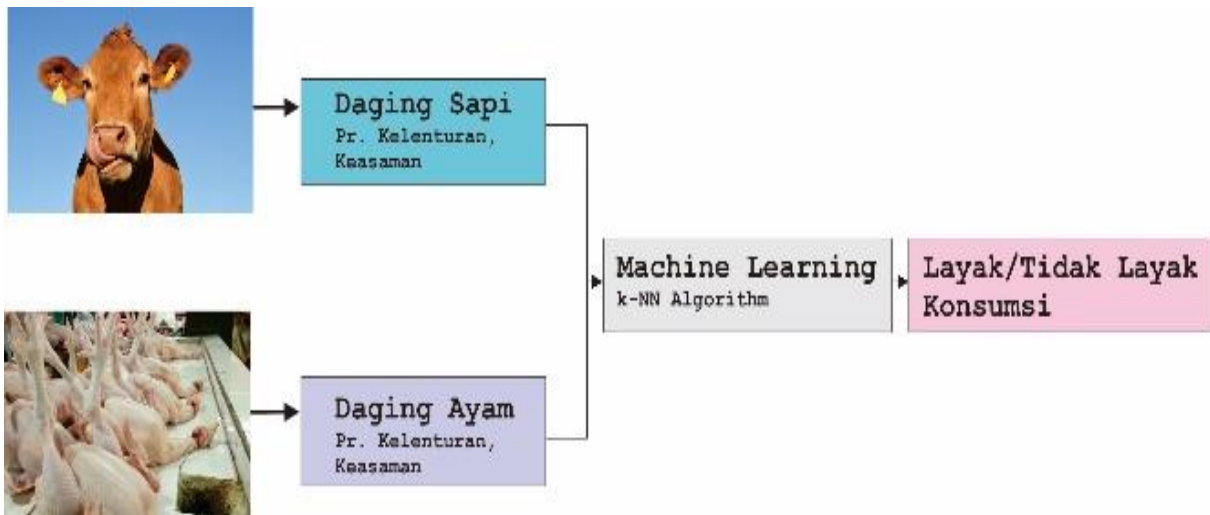 Daging Sapi
Pr. Kelenturan,
Keasaman
Machine Learning
k-NN Algorithm
Layak/Tidak Layak
Konsumsi
Daging Ayam
Pr. Kelenturan,
Keasaman